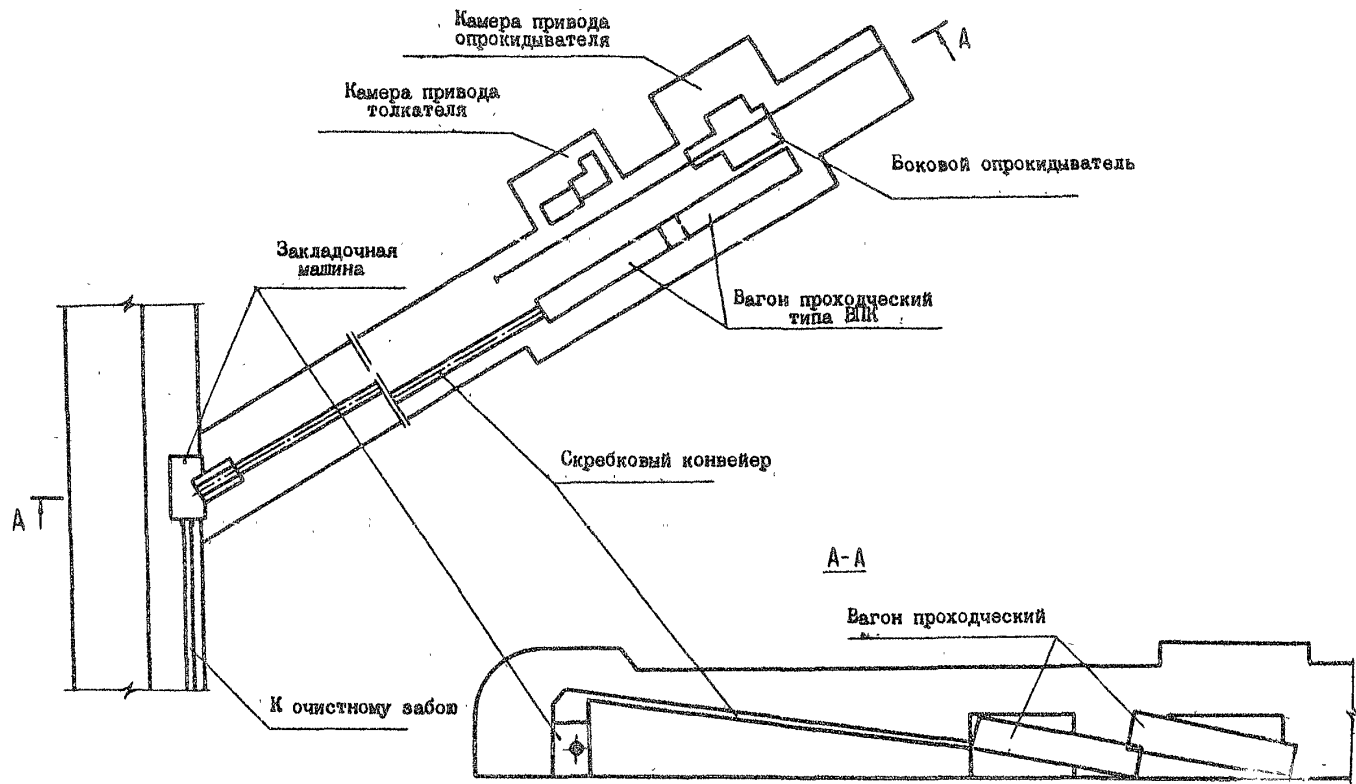 Камера привода
опрокидывателя
А
Камера привода
толкателя
Боковой опрокидыватель
Закладочная
машина
Вагон проходческий
типа ВПК
Скребковый конвейер
А
А-А
Вагон проходческий
К очистному забою